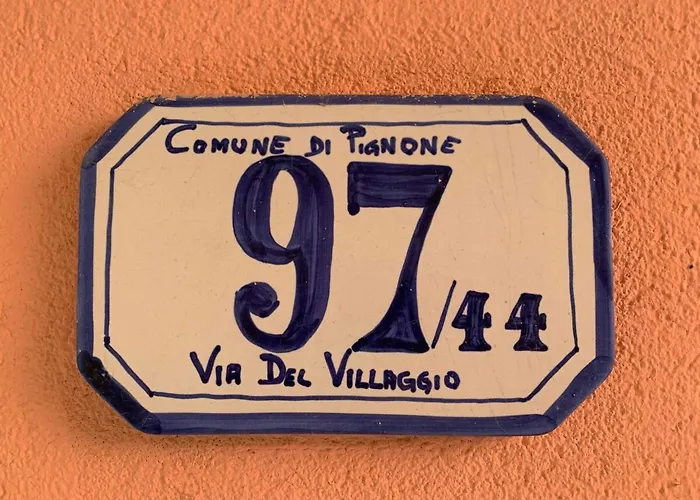 Comune di Pignone
97/44
Via Del Villaggio